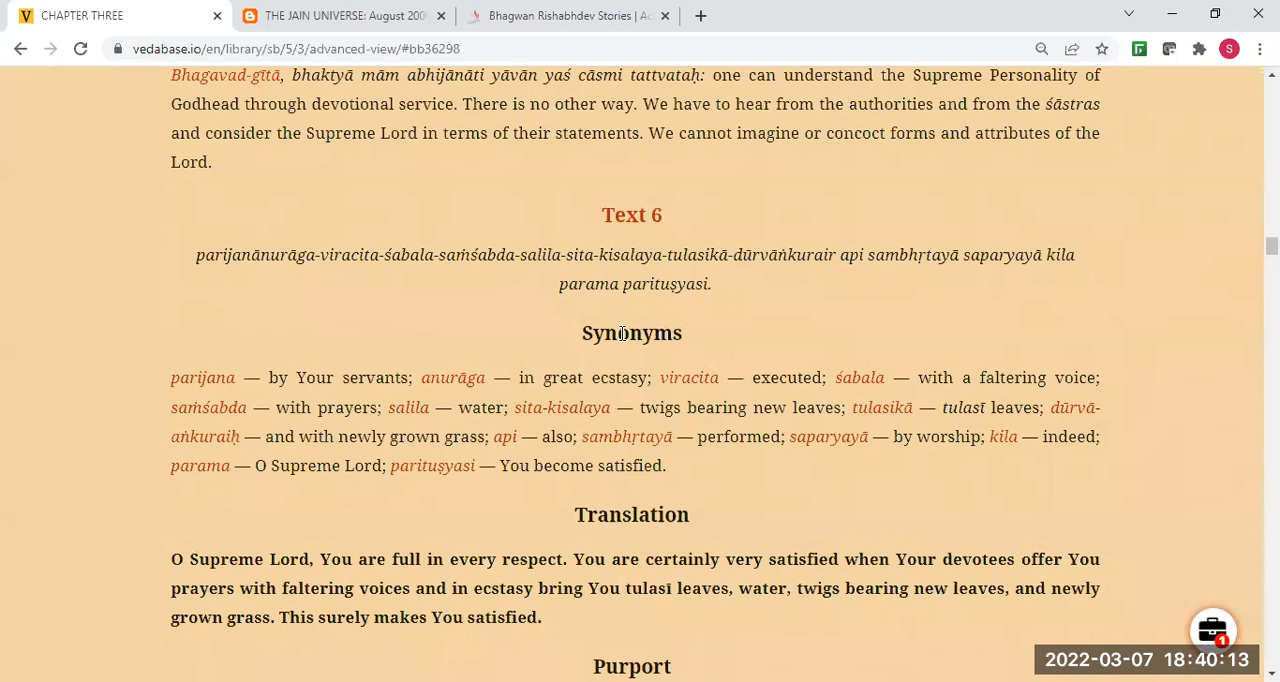 CHAPTER THREE
THE JAIN UNIVERSE: August 2009
Bhagwan Rishabhdev Stories | Ac
vedabase.io/en/library/sb/5/3/advanced-view/#bb36298
S
Bhagavad-gītā, bhaktyā mām abhijānāti yāvān yaś cāsmi tattvataḥ: one can understand the Supreme Personality of
Godhead through devotional service. There is no other way. We have to hear from the authorities and from the śāstras
and consider the Supreme Lord in terms of their statements. We cannot imagine or concoct forms and attributes of the
Lord.
Text 6
parijanānurāga-viracita-śabala-saṁśabda-salila-sita-kisalaya-tulasikā-dūrvāṅkurair api sambhṛtayā saparyayā kila
parama parituṣyasi.
Synonyms
parijana — by Your servants; anurāga — in great ecstasy; viracita — executed; śabala — with a faltering voice;
saṁśabda — with prayers; salila — water; sita-kisalaya — twigs bearing new leaves; tulasikā — tulasī leaves; dūrvā-
aṅkuraiḥ — and with newly grown grass; api — also; sambhṛtayā — performed; saparyayā — by worship; kila — indeed;
parama — O Supreme Lord; parituṣyasi — You become satisfied.
Translation
O Supreme Lord, You are full in every respect. You are certainly very satisfied when Your devotees offer You
prayers with faltering voices and in ecstasy bring You tulasī leaves, water, twigs bearing new leaves, and newly
grown grass. This surely makes You satisfied.
Purport
1
2022-03-07 18:40:13